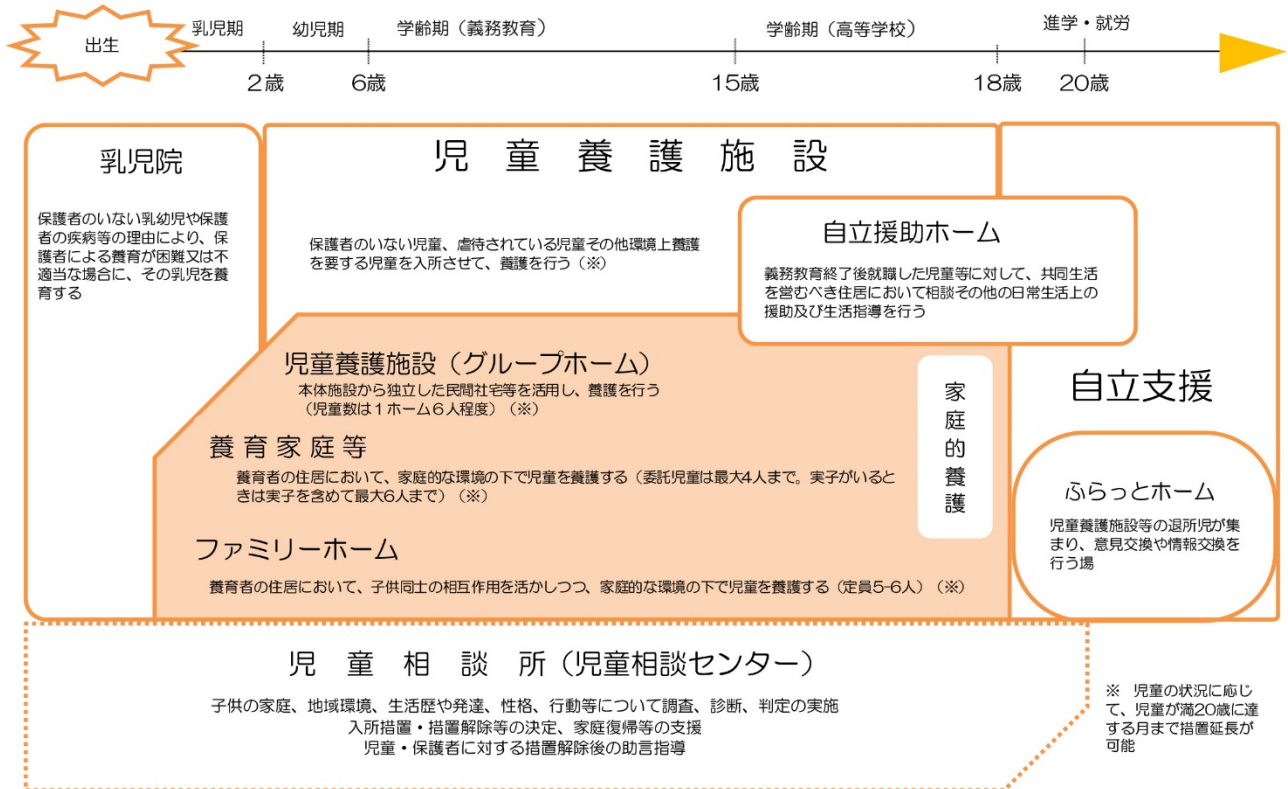 出生
乳児期
幼児期
学齢期（義務教育）
学齢期（高等学校）
進学・就労
2歳
6歳
15歳
18歳
20歳
乳児院
保護者のいない乳幼児や保護
者の疾病等の理由により、保
護者による養育が困難又は不
適当な場合に、その乳児を養
育する
児童養護施設
保護者のいない児童、虐待されている児童その他環境上養護
を要する児童を入所させて、養護を行う（※）
自立援助ホーム
義務教育終了後就職した児童等に対して、共同生活
を営むべき住居において相談その他の日常生活上の
援助及び生活指導を行う
児童養護施設（グループホーム）
本体施設から独立した民間社宅等を活用し、養護を行う
（児童数は１ホーム６人程度）（※）
養育家庭等
養育者の住居において、家庭的な環境の下で児童を養護する（委託児童は最大4人まで。実子がいると
きは実子を含めて最大6人まで）（※）
ファミリーホーム
養育者の住居において、子供同士の相互作用を活かしつつ、家庭的な環境の下で児童を養護する（定員5-6人）（※）
家庭的養護
自立支援
ふらっとホーム
児童養護施設等の退所児が集
まり、意見交換や情報交換を
行う場
児童相談所（児童相談センター）
子供の家庭、地域環境、生活歴や発達、性格、行動等について調査、診断、判定の実施
入所措置・措置解除等の決定、家庭復帰等の支援
児童・保護者に対する措置解除後の助言指導
※　児童の状況に応じ
て、児童が満20歳に達
する月まで措置延長が
可能